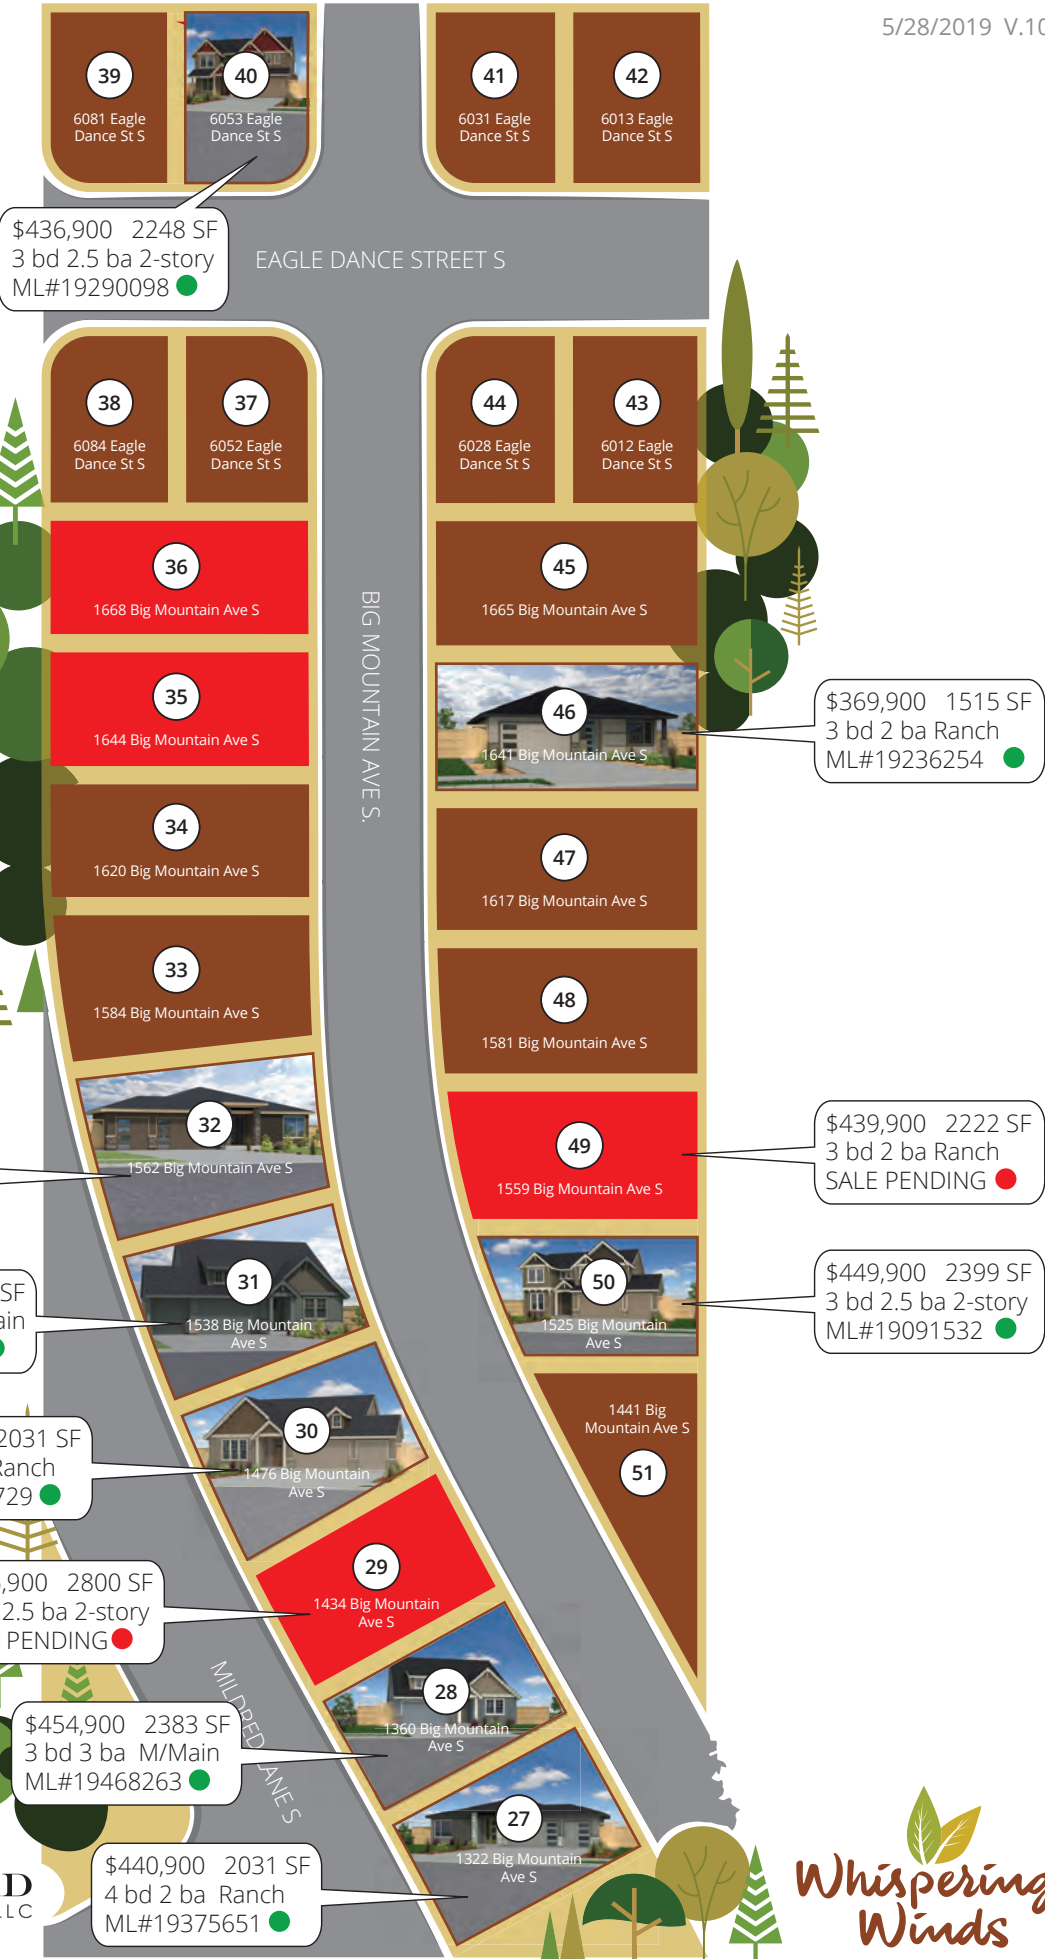 5/28/2019 V.10
39
6081 Eagle
Dance St S
40
6053 Eagle
Dance St S
41
6031 Eagle
Dance St S
42
6013 Eagle
Dance St S
$436,900 2248 SF
3 bd 2.5 ba 2-story
ML#19290098
EAGLE DANCE STREET S
38
6084 Eagle
Dance St S
37
6052 Eagle
Dance St S
44
6028 Eagle
Dance St S
43
6012 Eagle
Dance St S
36
1668 Big Mountain Ave S
45
1665 Big Mountain Ave S
BIG MOUNTAIN AVE S.
35
1644 Big Mountain Ave S
46
1641 Big Mountain Ave S
$369,900 1515 SF
3 bd 2 ba Ranch
ML#19236254
34
1620 Big Mountain Ave S
47
1617 Big Mountain Ave S
33
1584 Big Mountain Ave S
48
1581 Big Mountain Ave S
32
1562 Big Mountain Ave S
49
1559 Big Mountain Ave S
$439,900 2222 SF
3 bd 2 ba Ranch
SALE PENDING
31
1538 Big Mountain
Ave S
SF
ain
50
1525 Big Mountain
Ave S
$449,900 2399 SF
3 bd 2.5 ba 2-story
ML#19091532
30
1476 Big Mountain
Ave S
2031 SF
Ranch
729
1441 Big
Mountain Ave S
51
29
1434 Big Mountain
Ave S
,900 2800 SF
2.5 ba 2-story
PENDING
MILDRED LANE S
28
1360 Big Mountain
Ave S
$454,900 2383 SF
3 bd 3 ba M/Main
ML#19468263
27
1322 Big Mountain
Ave S
$440,900 2031 SF
4 bd 2 ba Ranch
ML#19375651
LLC
Whispering
Winds